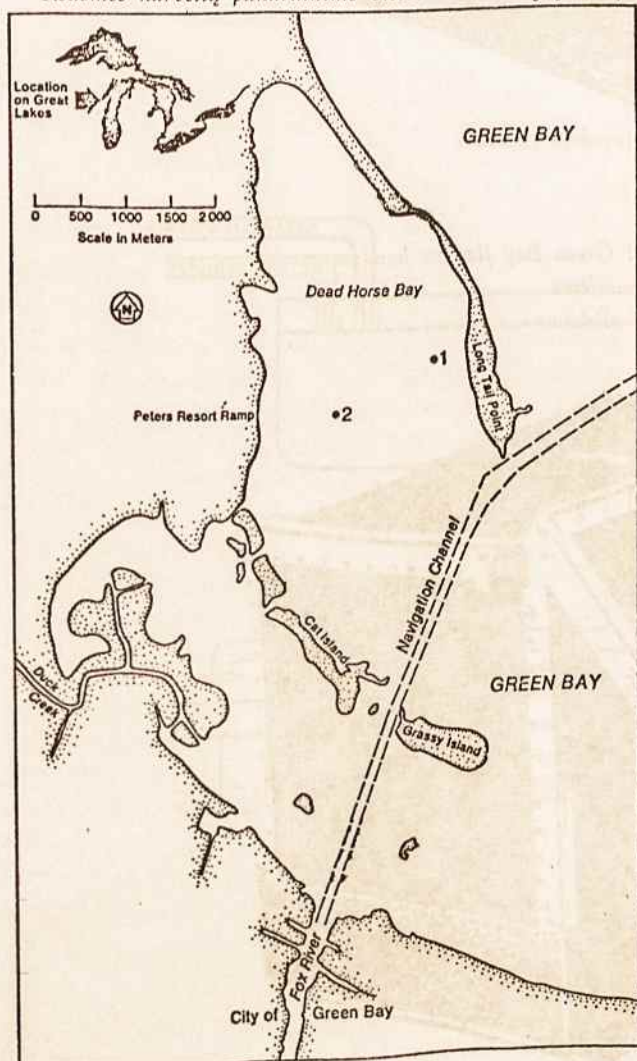 Location
on Great
Lakes
GREEN BAY
0 500 1000 1500 2000
Scale in Meters
N
Dead Horse Bay
1
Long Tail Point
Peters Resort Ramp
2
Navigation Channel
Cat Island
GREEN BAY
Duck
Creek
Grassy Island
Fox River
City of Green Bay